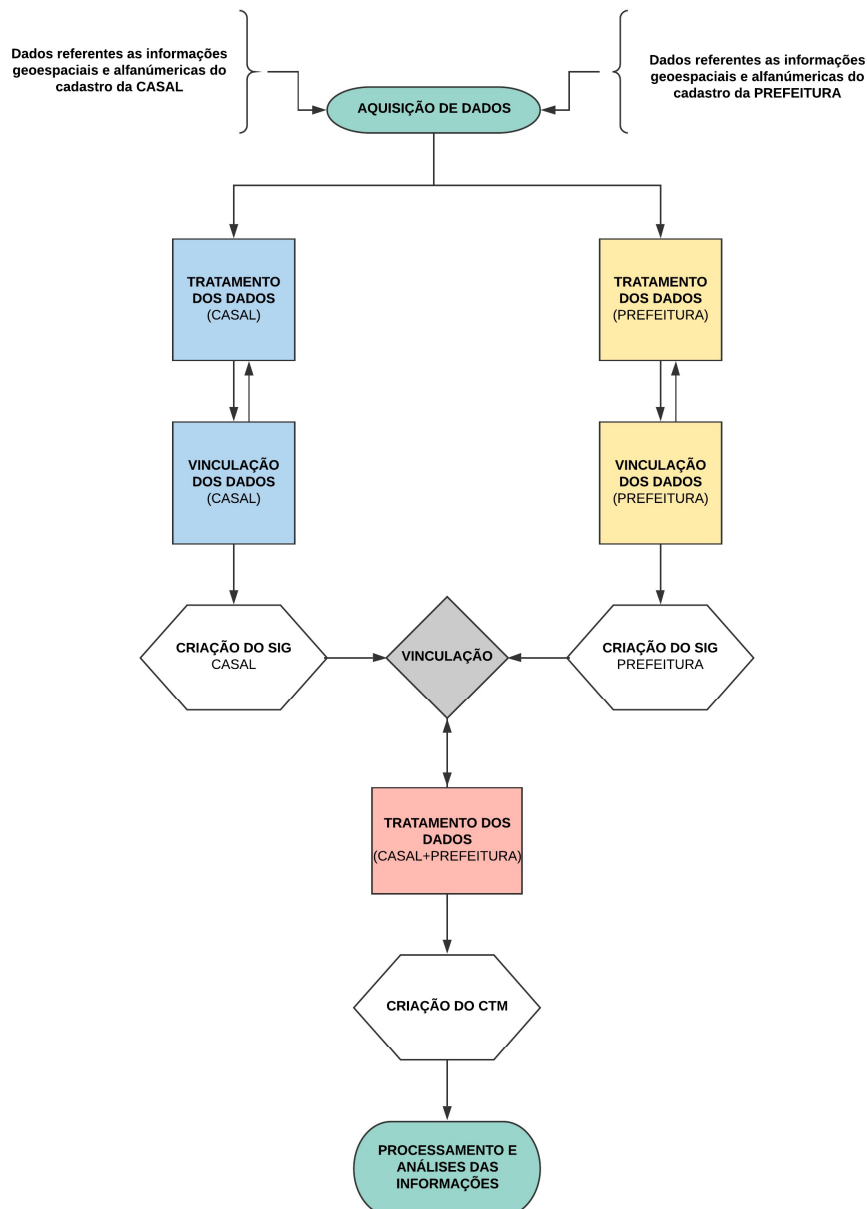 Dados referentes as informações
geoespaciais e alfanúmericas do
cadastro da CASAL
Dados referentes as informações
geoespaciais e alfanúmericas do
cadastro da PREFEITURA
AQUISIÇÃO DE DADOS
TRATAMENTO
DOS DADOS
(CASAL)
TRATAMENTO
DOS DADOS
(PREFEITURA)
VINCULAÇÃO
DOS DADOS
(CASAL)
VINCULAÇÃO
DOS DADOS
(PREFEITURA)
CRIAÇÃO DO SIG
CASAL
VINCULAÇÃO
CRIAÇÃO DO SIG
PREFEITURA
TRATAMENTO DOS
DADOS
(CASAL+PREFEITURA)
CRIAÇÃO DO CTM
PROCESSAMENTO E
ANÁLISES DAS
INFORMAÇÕES